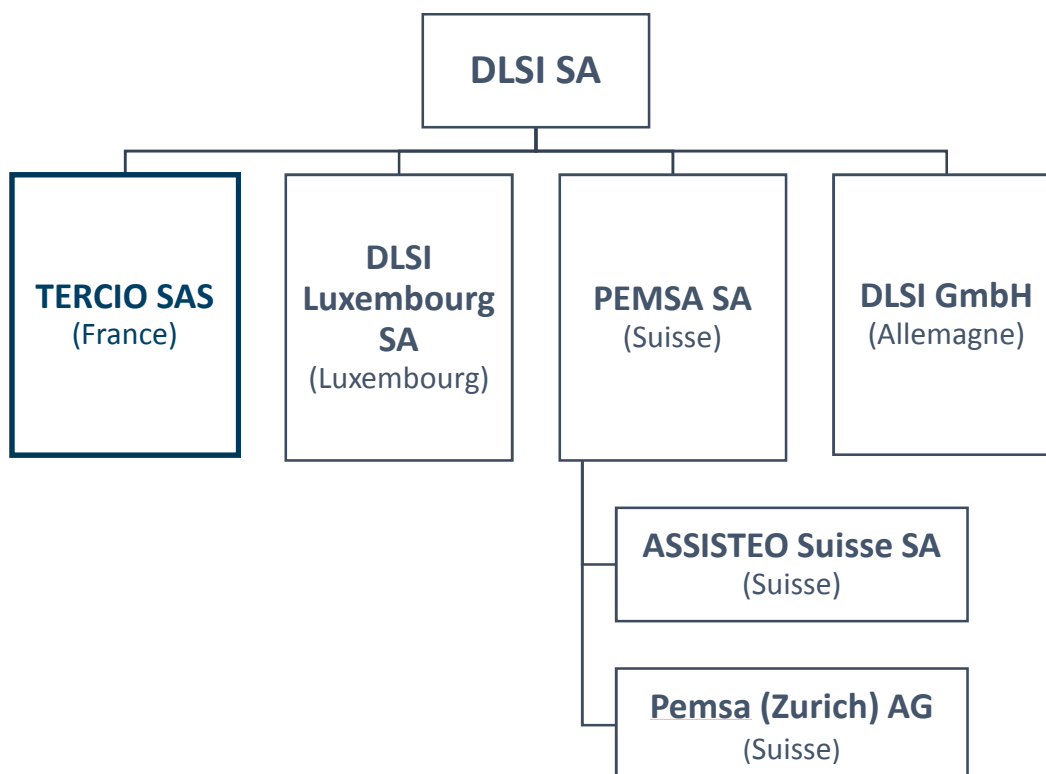 DLSI SA
TERCIO SAS
(France)
DLSI
Luxembourg
SA
(Luxembourg)
PEMSA SA
(Suisse)
DLSI GmbH
(Allemagne)
ASSISTEO Suisse SA
(Suisse)
Pemsa (Zurich) AG
(Suisse)